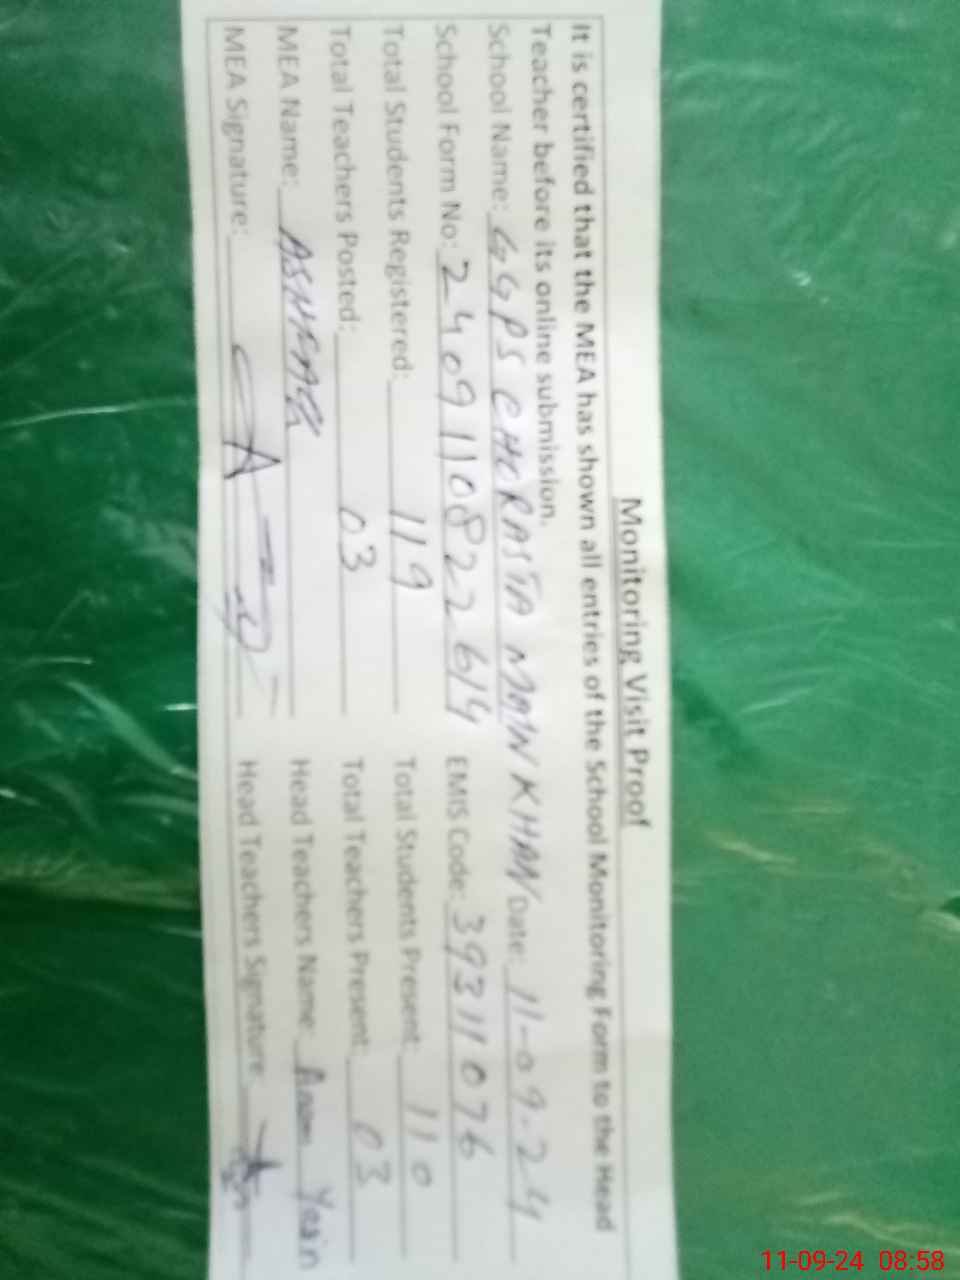 Monitoring Visit Proof
It is certified that the MEA has shown all entries of the School Monitoring Form to the Head
Teacher before its online submission.
School Name: GGPS CHORASTA MAIN KHAN Date: 11-09-24
School Form No: 24091108822614 EMIS Code: 39311076
Total Students Registered: 119 Total Students Present: 110
Total Teachers Posted: 03 Total Teachers Present: 03
MEA Name: ASHFAQ Head Teachers Name Yasin
MEA Signature: Head Teachers Signature:
11-09-24 08:58